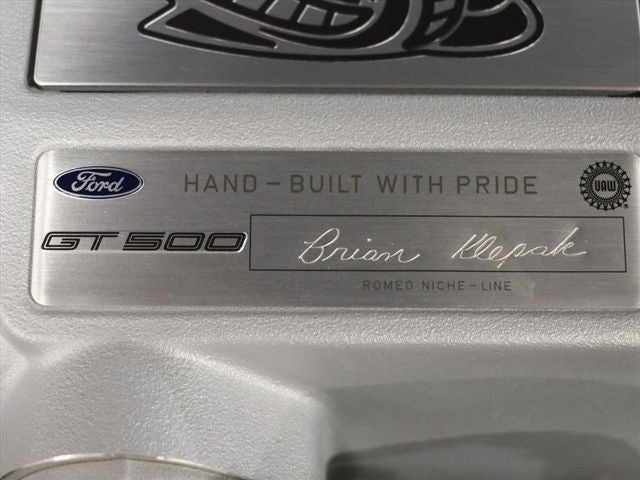 Ford HAND-BUILT WITH PRIDE UAW
GT500 Brian Klepak
ROMEO NICHE-LINE